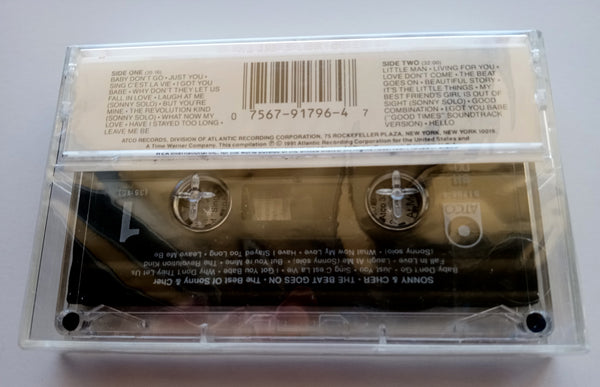 SIDE ONE (35:16)
BABY DON'T GO • JUST YOU •
SING C'EST LA VIE • I GOT YOU
BABE • WHY DON'T THEY LET US
FALL IN LOVE • LAUGH AT ME
(SONNY SOLO) • BUT YOU'RE
MINE • THE REVOLUTION KIND
(SONNY SOLO) • WHAT NOW MY
LOVE • HAVE I STAYED TOO LONG •
LEAVE ME BE
0 7567-91796-4 7
SIDE TWO (32:00)
LITTLE MAN • LIVING FOR YOU •
LOVE DON'T COME • THE BEAT
GOES ON • BEAUTIFUL STORY •
IT'S THE LITTLE THINGS • MY
BEST FRIEND'S GIRL IS OUT OF
SIGHT (SONNY SOLO) • GOOD
COMBINATION • I GOT YOU BABE
("GOOD TIMES" SOUNDTRACK
VERSION) • HELLO
ATCO RECORDS, DIVISION OF ATLANTIC RECORDING CORPORATION, 75 ROCKEFELLER PLAZA, NEW YORK, NEW YORK 10019.
A Time Warner Company. This compilation ℗ © 1991 Atlantic Recording Corporation for the United States and
SONNY & CHER • THE BEAT GOES ON • The Best Of Sonny & Cher
Baby Don't Go • Just You • Sing C'est La Vie • I Got You Babe • Why Don't They Let Us
Fall In Love • Laugh At Me (Sonny solo) • But You're Mine • The Revolution Kind
(Sonny solo) • What Now My Love • Have I Stayed Too Long • Leave Me Be
1
ATCO